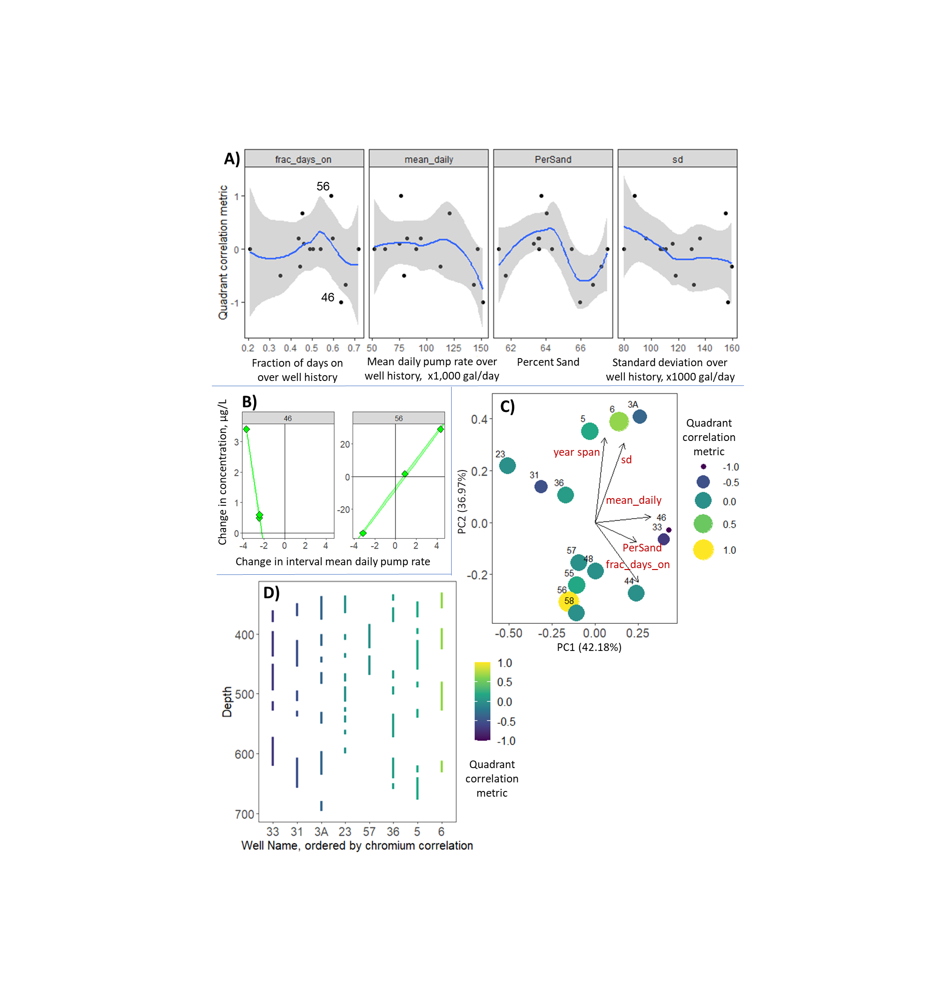 A)
frac_days_on
mean_daily
PerSand
sd
Quadrant correlation metric
1
0
-1
56
46
0.2 0.3 0.4 0.5 0.6 0.7
50 75 100 125 150
62 64 66
80 100 120 140 160
Fraction of days on
over well history
Mean daily pump rate over
well history, x1,000 gal/day
Percent Sand
Standard deviation over
well history, x1000 gal/day
B)
Change in concentration, µg/L
46
3
2
1
0
-4 -2 0 2 4
56
20
0
-20
-4 -2 0 2 4
Change in interval mean daily pump rate
C)
PC2 (36.97%)
0.4
0.2
0.0
-0.2
3A
6
5
year span
sd
23
31
36
mean_daily
46
33
PerSand
57
48
frac_days_on
55
44
56
58
-0.50 -0.25 0.00 0.25
PC1 (42.18%)
Quadrant
correlation
metric
-1.0
-0.5
0.0
0.5
1.0
D)
Depth
400
500
600
700
33 31 3A 23 57 36 5 6
Well Name, ordered by chromium correlation
1.0
0.5
0.0
-0.5
-1.0
Quadrant
correlation
metric